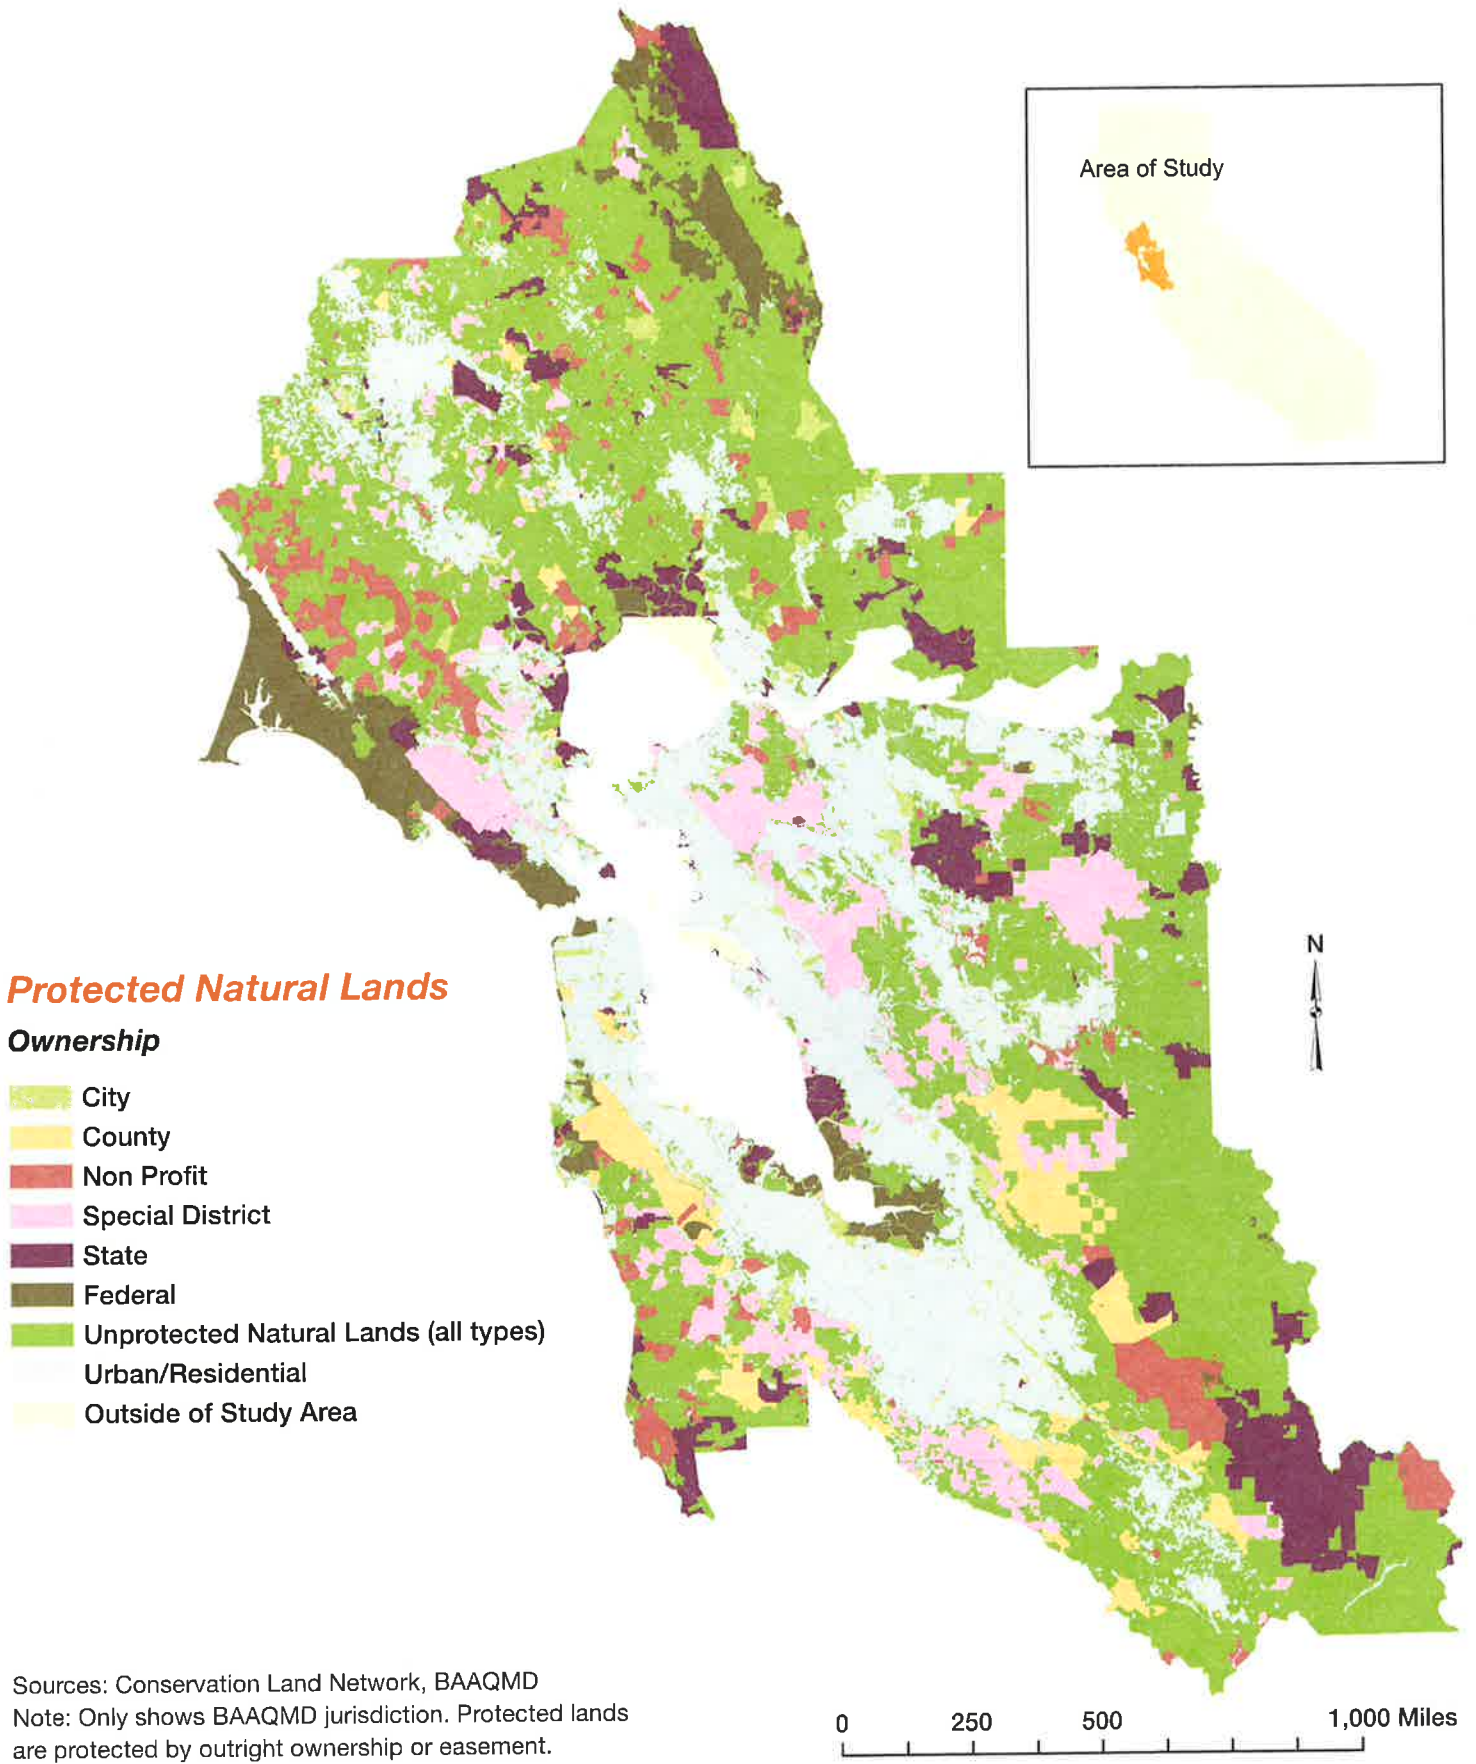 Area of Study
N
Protected Natural Lands
Ownership
City
County
Non Profit
Special District
State
Federal
Unprotected Natural Lands (all types)
Urban/Residential
Outside of Study Area
Sources: Conservation Land Network, BAAQMD
Note: Only shows BAAQMD jurisdiction. Protected lands
are protected by outright ownership or easement.
0 250 500 1,000 Miles